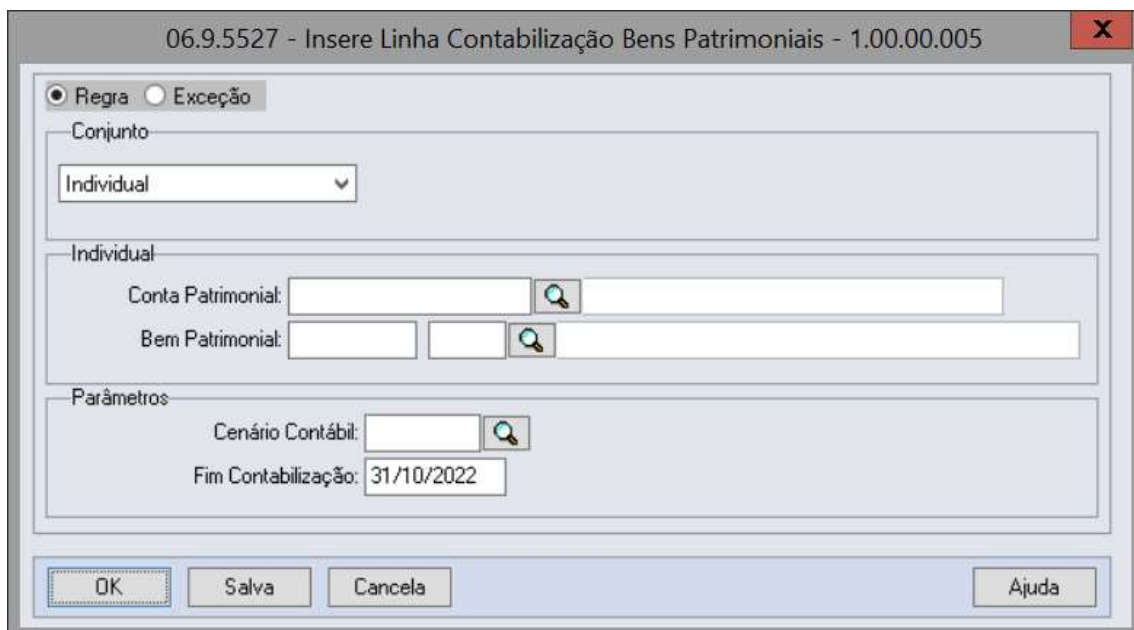 06.9.5527 - Insere Linha Contabilização Bens Patrimoniais - 1.00.00.005
X
Regra Exceção
Conjunto
Individual
Individual
Conta Patrimonial:
Bem Patrimonial:
Parâmetros
Cenário Contábil:
Fim Contabilização: 31/10/2022
OK Salva Cancela Ajuda